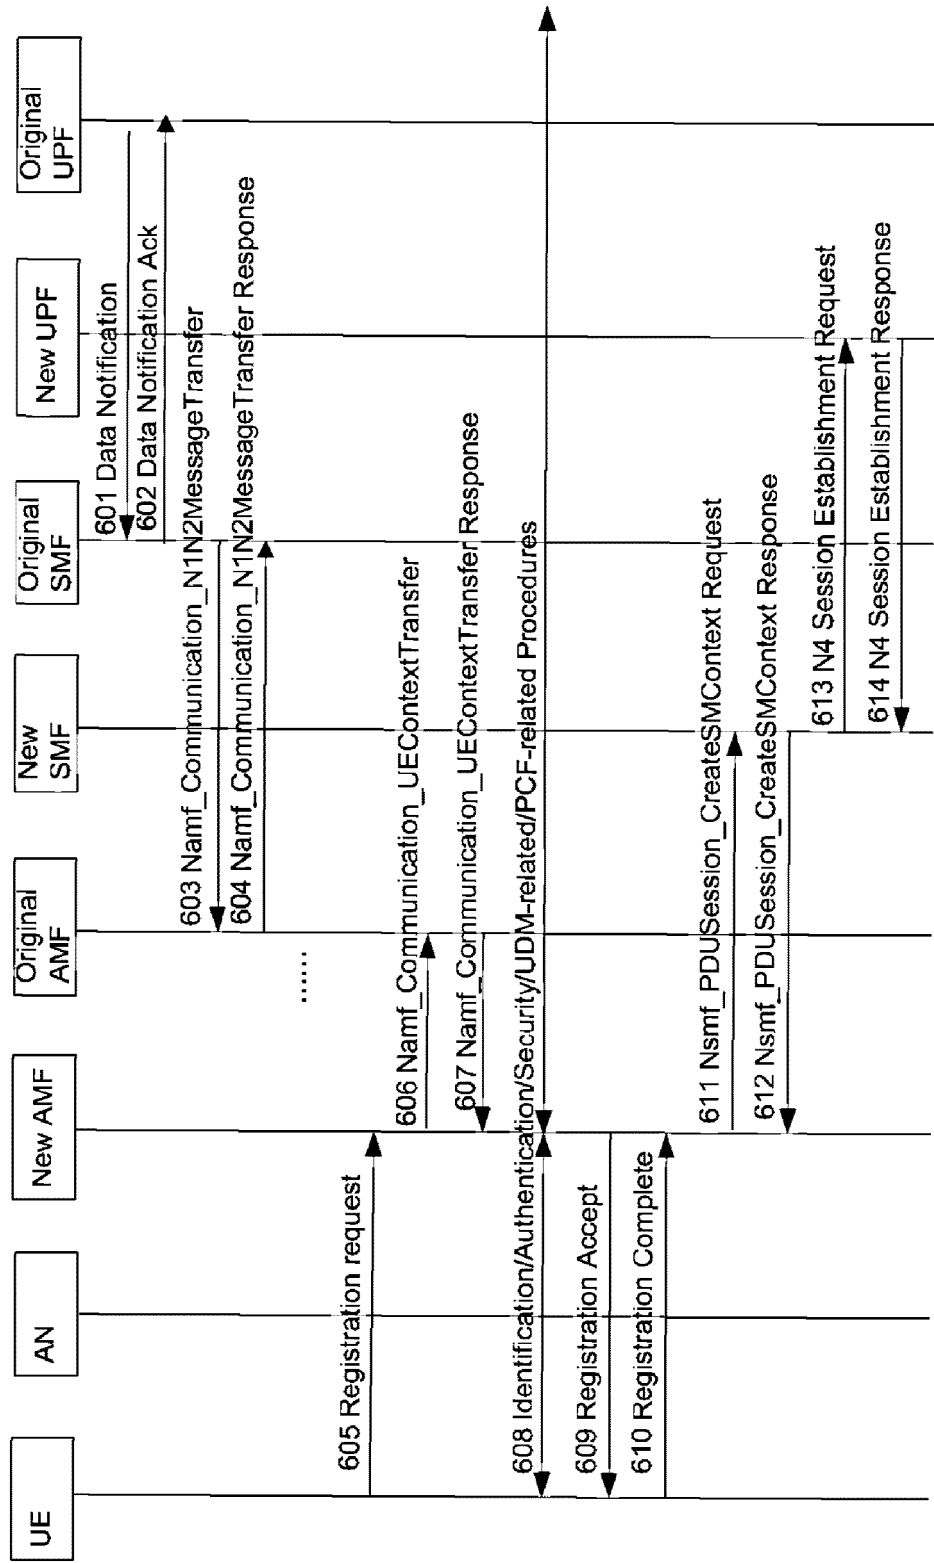 UE
AN
New AMF
Original
AMF
New
SMF
Original
SMF
New UPF
Original
UPF
601 Data Notification
602 Data Notification Ack
603 Namf_Communication_N1N2MessageTransfer
604 Namf_Communication_N1N2MessageTransfer Response
......
605 Registration request
606 Namf_Communication_UEContextTransfer
607 Namf_Communication_UEContextTransfer Response
608 Identification/Authentication/Security/UDM-related/PCF-related Procedures
609 Registration Accept
610 Registration Complete
611 Nsmf_PDUSession_CreateSMContext Request
612 Nsmf_PDUSession_CreateSMContext Response
613 N4 Session Establishment Request
614 N4 Session Establishment Response